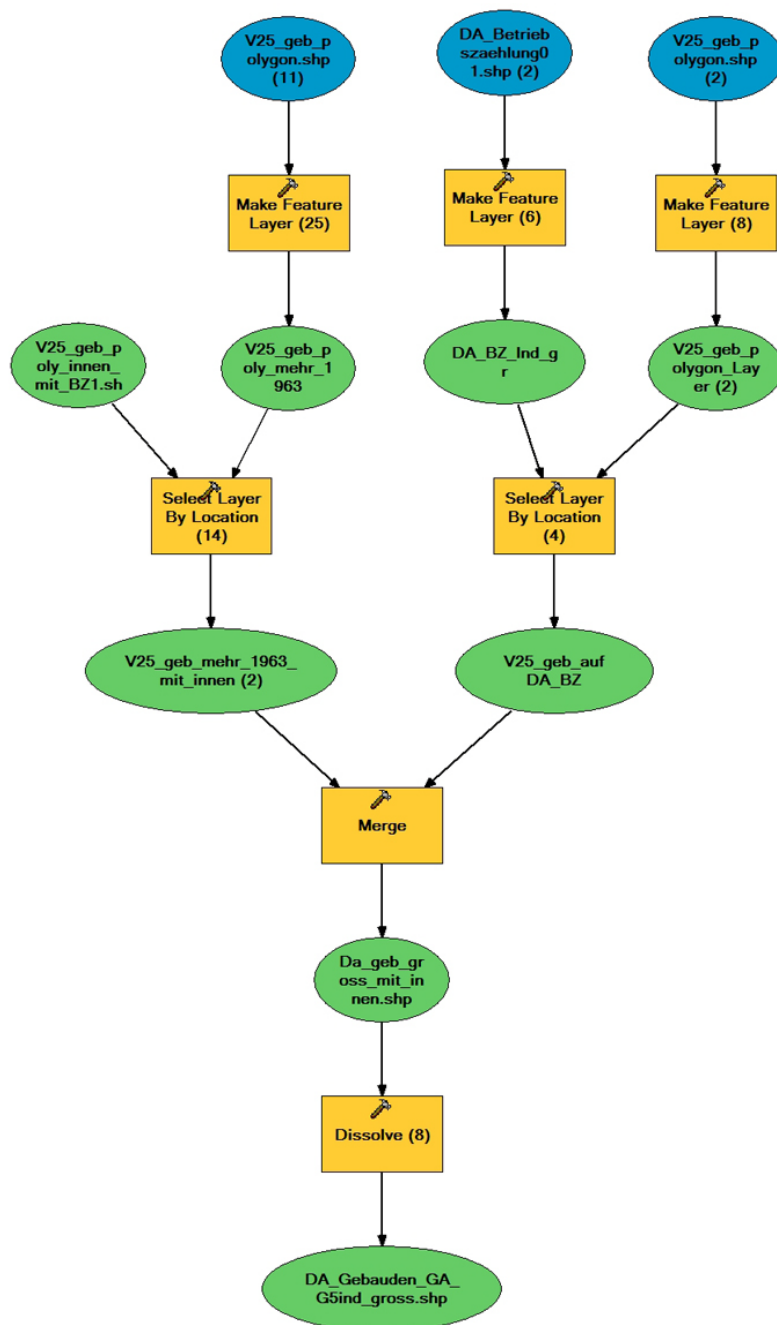 V25_geb_p
olygon.shp
(11)
DA_Betrieb
szaehlung0
1.shp (2)
V25_geb_p
olygon.shp
(2)
Make Feature
Layer (25)
Make Feature
Layer (6)
Make Feature
Layer (8)
V25_geb_p
oly_innen_
mit_BZ1.sh
V25_geb_p
oly_mehr_1
963
DA_BZ_Ind_g
r
V25_geb_p
olygon_Lay
er (2)
Select Layer
By Location
(14)
Select Layer
By Location
(4)
V25_geb_mehr_1963_
mit_innen (2)
V25_geb_auf
DA_BZ
Merge
Da_geb_gr
oss_mit_in
nen.shp
Dissolve (8)
DA_Gebauden_GA_
G5ind_gross.shp